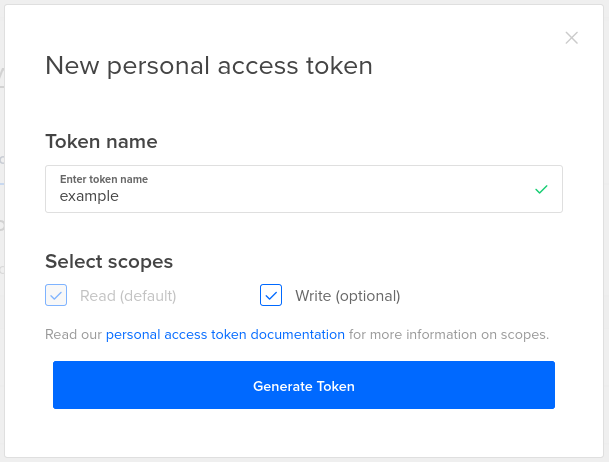 New personal access token
Token name
Enter token name
example
Select scopes
Read (default) Write (optional)
Read our personal access token documentation for more information on scopes.
Generate Token